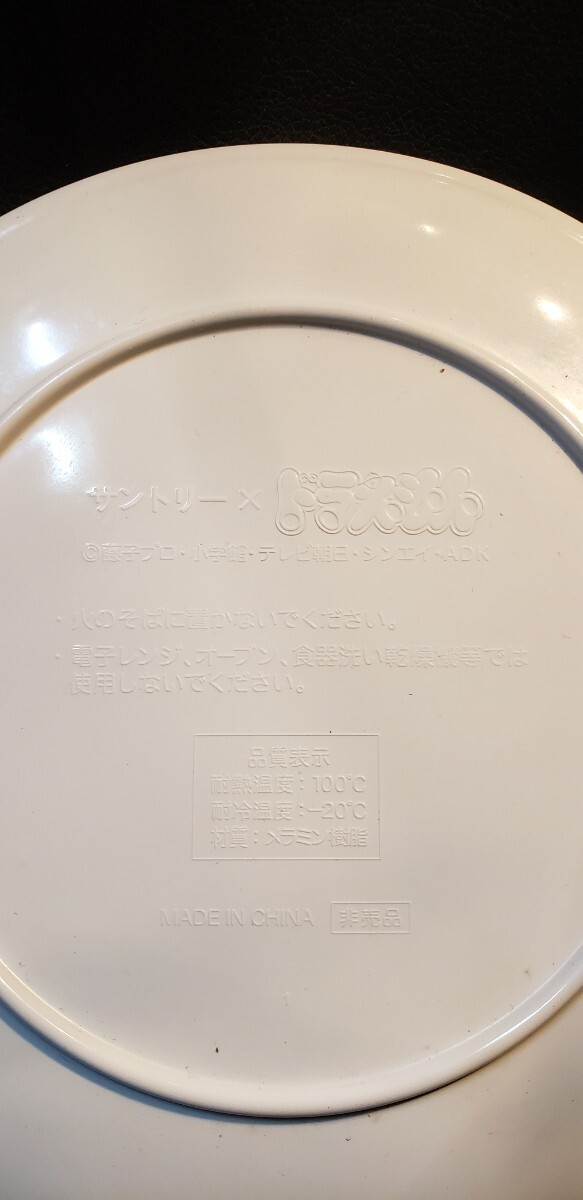 サントリー×ドラえもん
©藤子プロ・小学館・テレビ朝日・シンエイ・ADK
・火のそばに置かないでください。
・電子レンジ、オーブン、食器洗い乾燥機等では
使用しないでください。
品質表示
耐熱温度：100℃
耐冷温度：−20℃
材質：メラミン樹脂
MADE IN CHINA 非売品
1